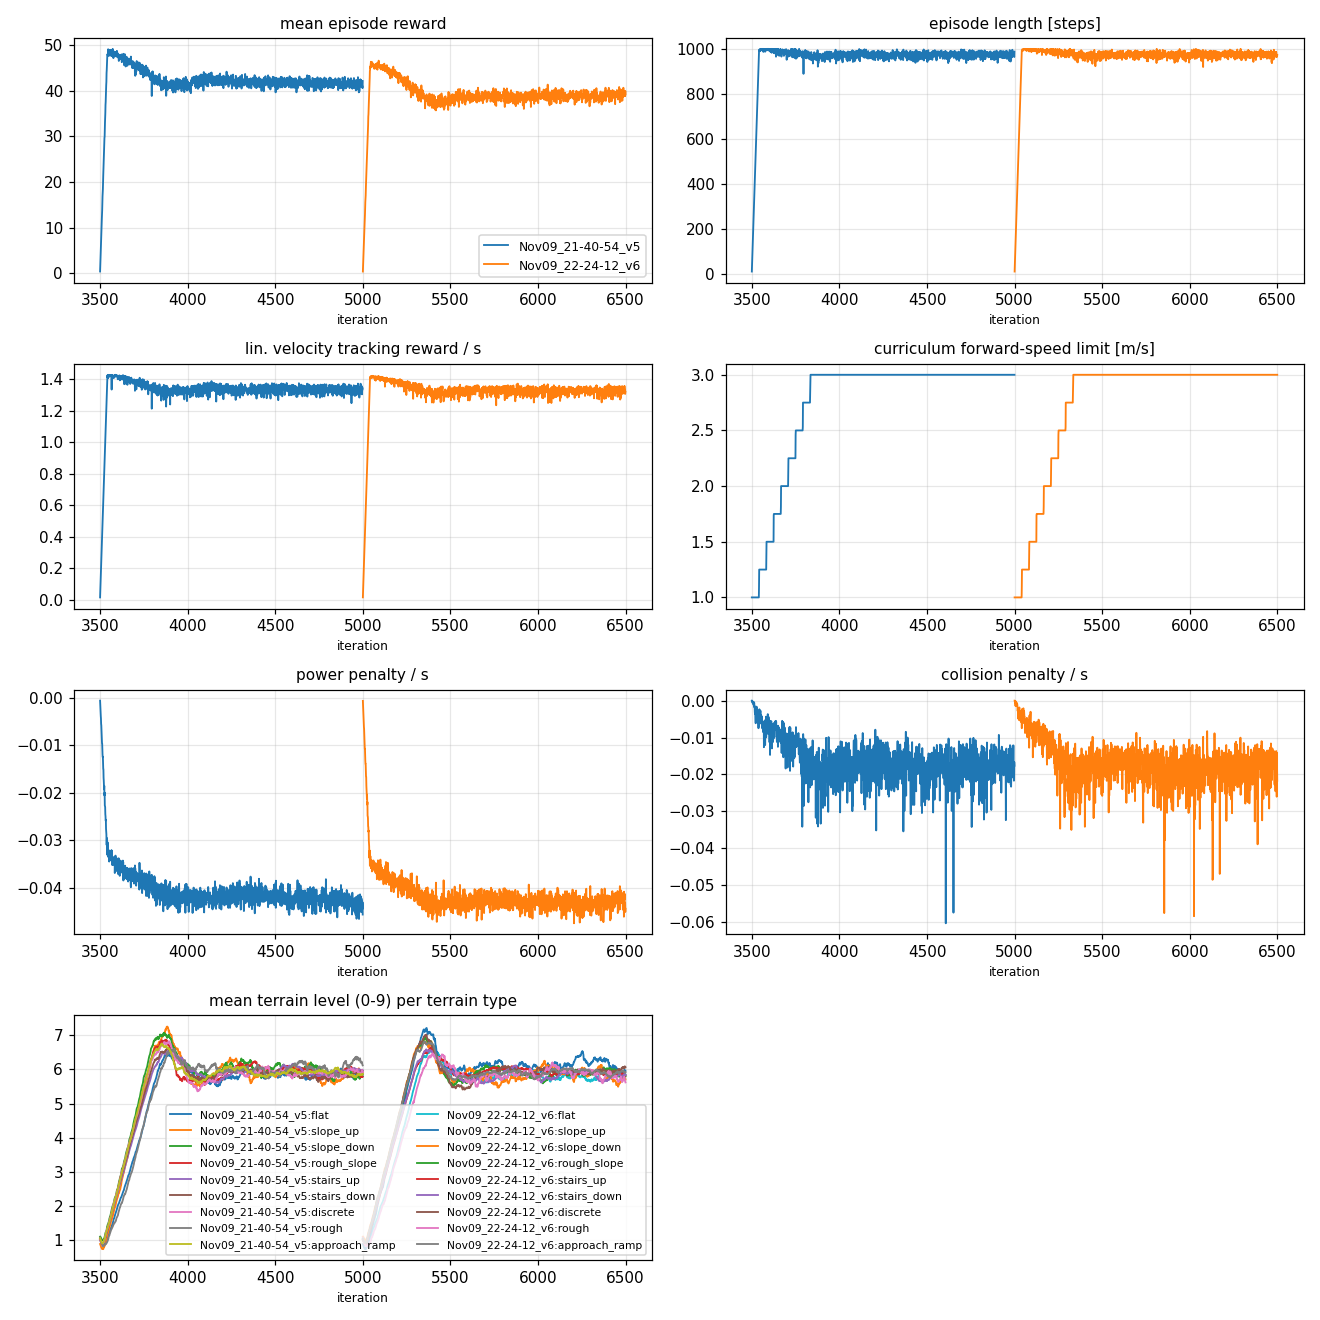 mean episode reward
50
40
30
20
10
0
3500 4000 4500 5000 5500 6000 6500
iteration
Nov09_21-40-54_v5
Nov09_22-24-12_v6
episode length [steps]
1000
800
600
400
200
0
3500 4000 4500 5000 5500 6000 6500
iteration
lin. velocity tracking reward / s
1.4
1.2
1.0
0.8
0.6
0.4
0.2
0.0
3500 4000 4500 5000 5500 6000 6500
iteration
curriculum forward-speed limit [m/s]
3.0
2.5
2.0
1.5
1.0
3500 4000 4500 5000 5500 6000 6500
iteration
power penalty / s
0.00
−0.01
−0.02
−0.03
−0.04
3500 4000 4500 5000 5500 6000 6500
iteration
collision penalty / s
0.00
−0.01
−0.02
−0.03
−0.04
−0.05
−0.06
3500 4000 4500 5000 5500 6000 6500
iteration
mean terrain level (0-9) per terrain type
7
6
5
4
3
2
1
3500 4000 4500 5000 5500 6000 6500
iteration
Nov09_21-40-54_v5:flat
Nov09_21-40-54_v5:slope_up
Nov09_21-40-54_v5:slope_down
Nov09_21-40-54_v5:rough_slope
Nov09_21-40-54_v5:stairs_up
Nov09_21-40-54_v5:stairs_down
Nov09_21-40-54_v5:discrete
Nov09_21-40-54_v5:rough
Nov09_21-40-54_v5:approach_ramp
Nov09_22-24-12_v6:flat
Nov09_22-24-12_v6:slope_up
Nov09_22-24-12_v6:slope_down
Nov09_22-24-12_v6:rough_slope
Nov09_22-24-12_v6:stairs_up
Nov09_22-24-12_v6:stairs_down
Nov09_22-24-12_v6:discrete
Nov09_22-24-12_v6:rough
Nov09_22-24-12_v6:approach_ramp